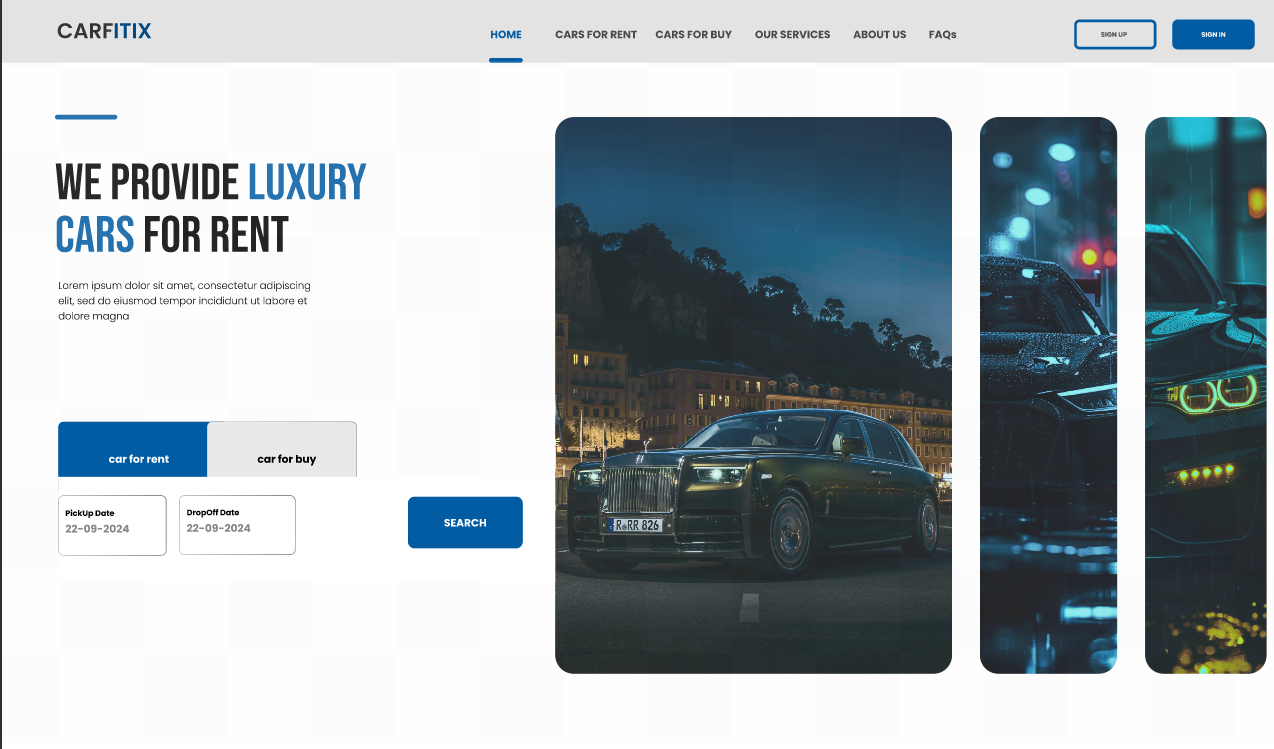 CARFITIX
HOME
CARS FOR RENT
CARS FOR BUY
OUR SERVICES
ABOUT US
FAQs
SIGN UP
SIGN IN
WE PROVIDE LUXURY
CARS FOR RENT
Lorem ipsum dolor sit amet, consectetur adipiscing
elit, sed do eiusmod tempor incididunt ut labore et
dolore magna
car for rent
car for buy
PickUp Date
22-09-2024
DropOff Date
22-09-2024
SEARCH
RRR 826